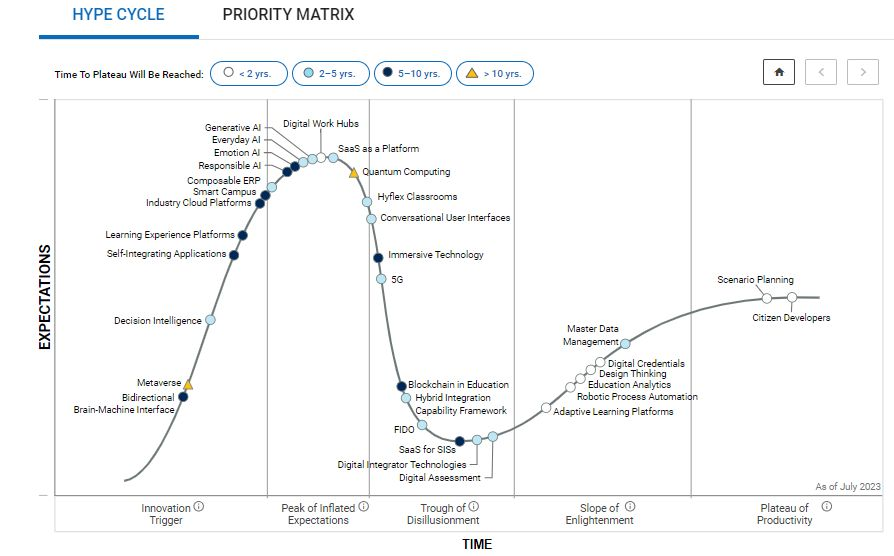 HYPE CYCLE
PRIORITY MATRIX
Time To Plateau Will Be Reached:
< 2 yrs.
2–5 yrs.
5–10 yrs.
> 10 yrs.
EXPECTATIONS
Digital Work Hubs
Generative AI
Everyday AI
Emotion AI
Responsible AI
Composable ERP
Smart Campus
Industry Cloud Platforms
Learning Experience Platforms
Self-Integrating Applications
Decision Intelligence
Metaverse
Bidirectional
Brain-Machine Interface
SaaS as a Platform
Quantum Computing
Hyflex Classrooms
Conversational User Interfaces
Immersive Technology
5G
Blockchain in Education
Hybrid Integration
Capability Framework
FIDO
SaaS for SISs
Digital Integrator Technologies
Digital Assessment
Master Data
Management
Digital Credentials
Design Thinking
Education Analytics
Robotic Process Automation
Adaptive Learning Platforms
Scenario Planning
Citizen Developers
As of July 2023
Innovation
Trigger
Peak of Inflated
Expectations
Trough of
Disillusionment
Slope of
Enlightenment
Plateau of
Productivity
TIME